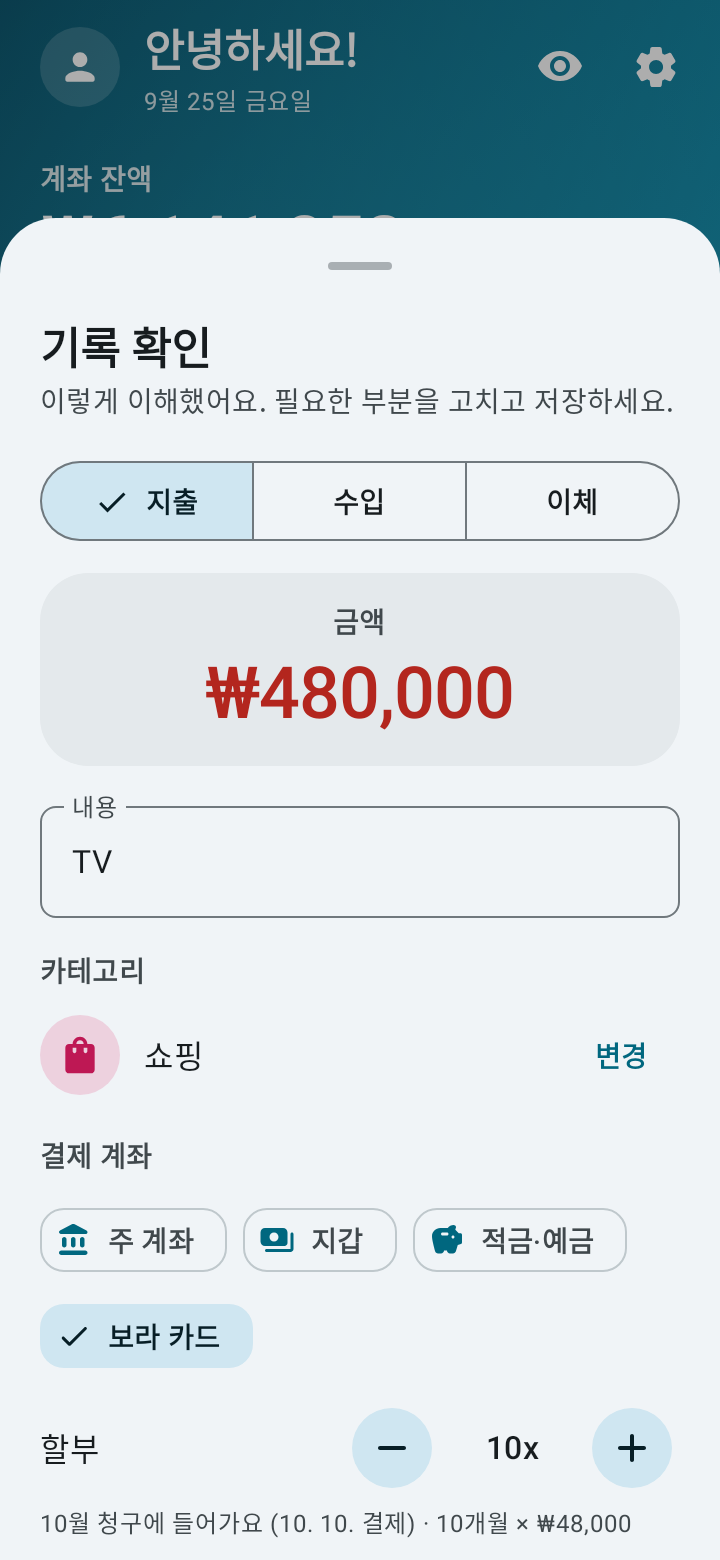 안녕하세요!
9월 25일 금요일
계좌 잔액
기록 확인
이렇게 이해했어요. 필요한 부분을 고치고 저장하세요.
지출
수입
이체
금액
₩480,000
내용
TV
카테고리
쇼핑
변경
결제 계좌
주 계좌
지갑
적금·예금
보라 카드
할부
10x
10월 청구에 들어가요 (10. 10. 결제) · 10개월 × ₩48,000